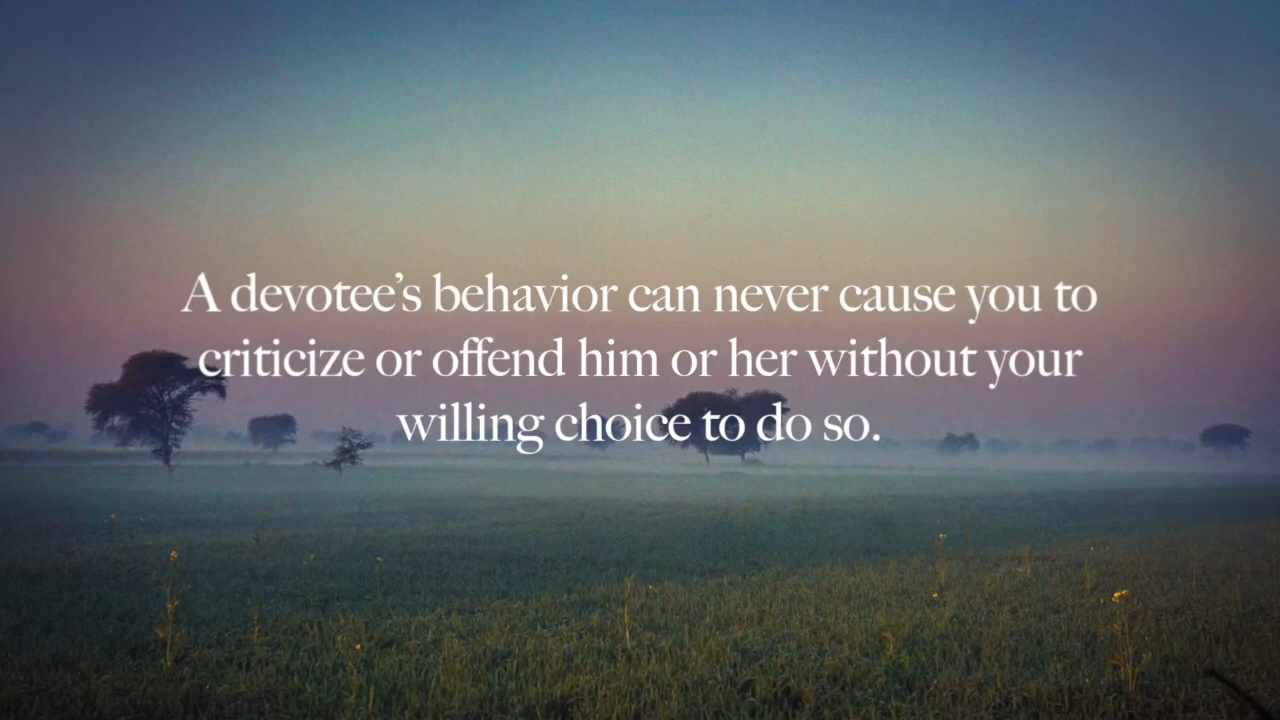 A devotee’s behavior can never cause you to
criticize or offend him or her without your
willing choice to do so.